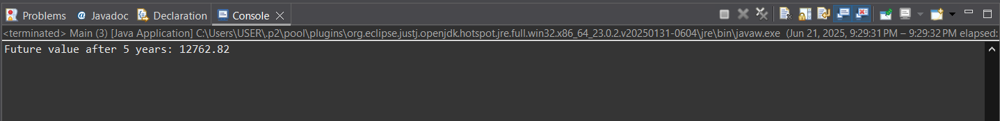 Problems @ Javadoc Declaration Console
<terminated> Main (3) [Java Application] C:\Users\USER\.p2\pool\plugins\org.eclipse.justj.openjdk.hotspot.jre.full.win32.x86_64_23.0.2.v20250131-0604\jre\bin\javaw.exe (Jun 21, 2025, 9:29:31 PM – 9:29:32 PM elapsed:
Future value after 5 years: 12762.82